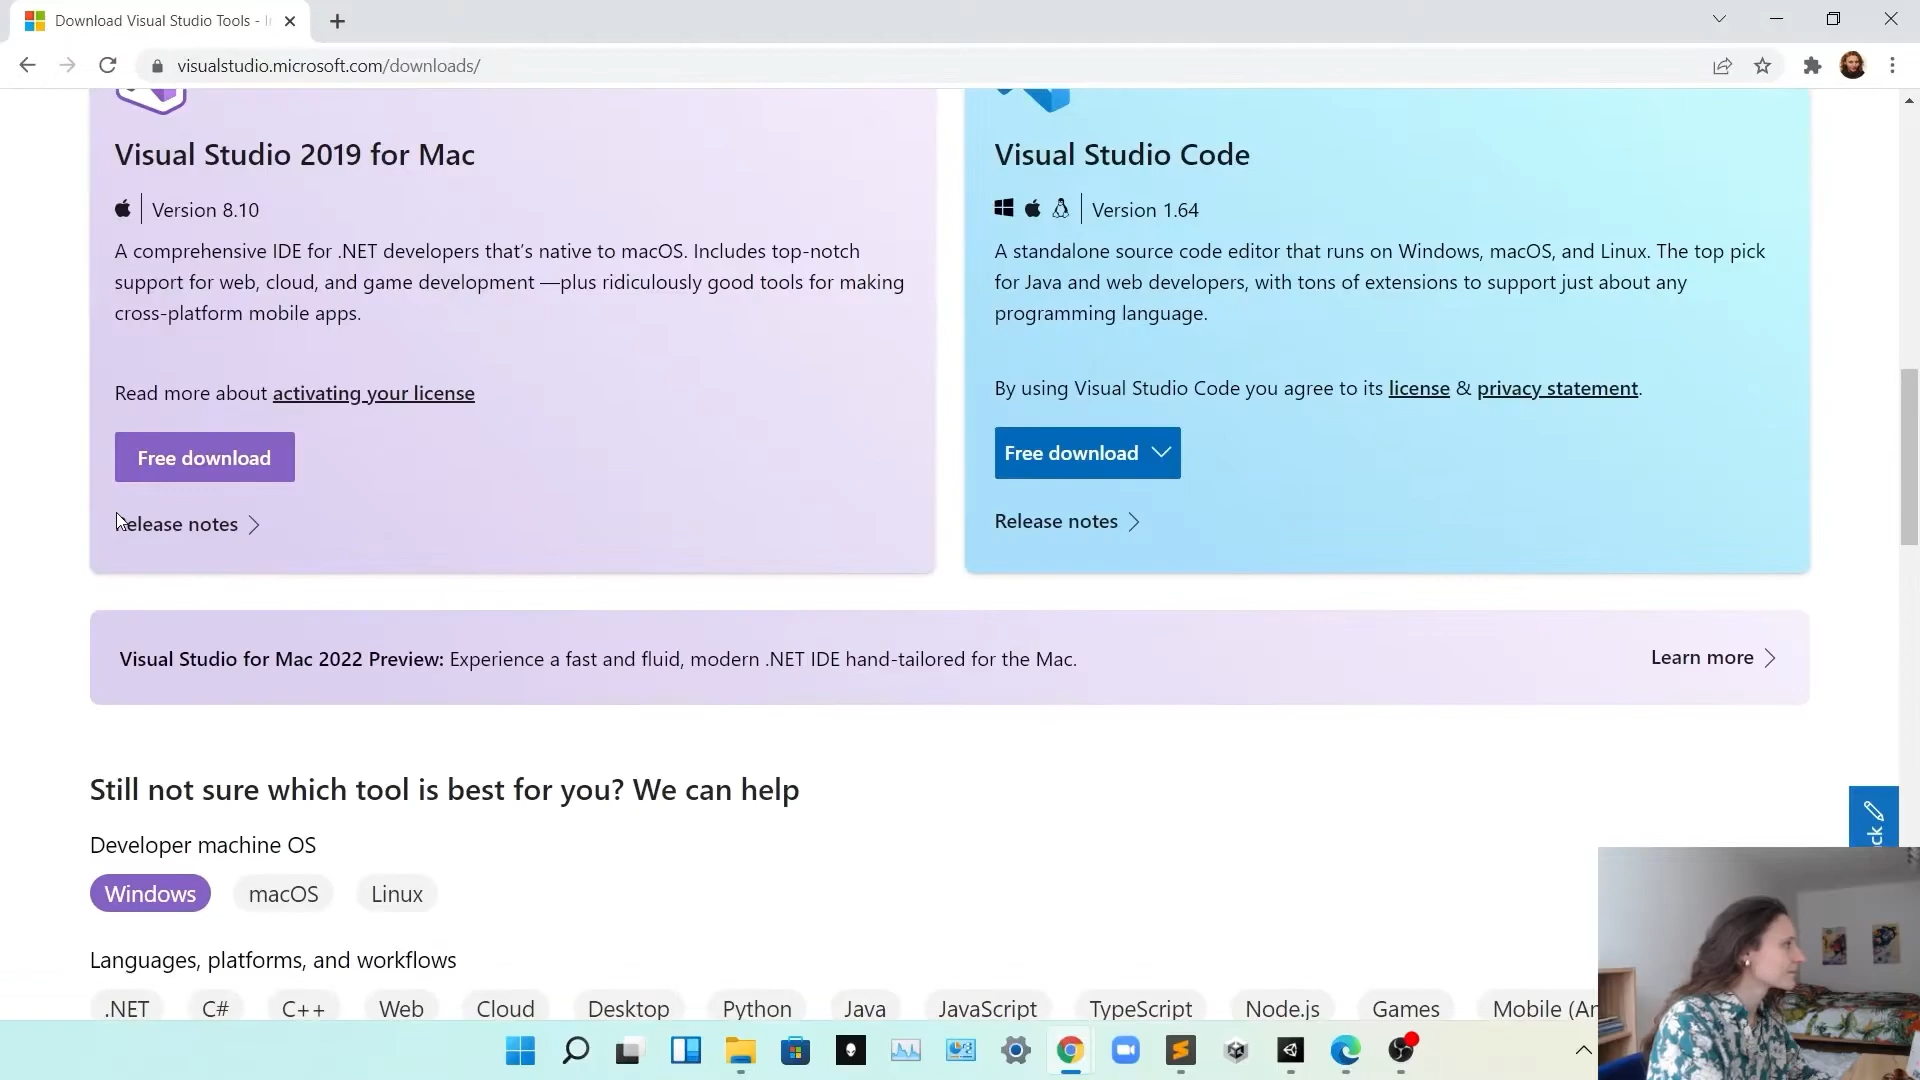 Download Visual Studio Tools - I
visualstudio.microsoft.com/downloads/
Visual Studio 2019 for Mac
Version 8.10
A comprehensive IDE for .NET developers that's native to macOS. Includes top-notch
support for web, cloud, and game development —plus ridiculously good tools for making
cross-platform mobile apps.
Read more about activating your license
Free download
Release notes
Visual Studio Code
Version 1.64
A standalone source code editor that runs on Windows, macOS, and Linux. The top pick
for Java and web developers, with tons of extensions to support just about any
programming language.
By using Visual Studio Code you agree to its license & privacy statement.
Free download
Release notes
Visual Studio for Mac 2022 Preview: Experience a fast and fluid, modern .NET IDE hand-tailored for the Mac.
Learn more
Still not sure which tool is best for you? We can help
Developer machine OS
Windows macOS Linux
Languages, platforms, and workflows
.NET C# C++ Web Cloud Desktop Python Java JavaScript TypeScript Node.js Games Mobile (An
ck